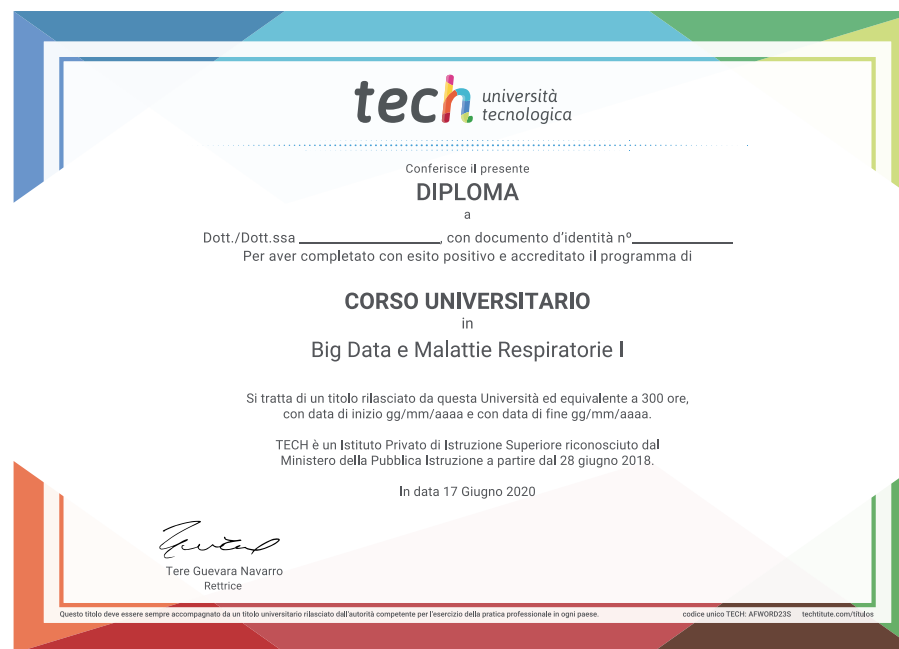 tech università
tecnologica
Conferisce il presente
DIPLOMA
a
Dott./Dott.ssa ____________________, con documento d'identità nº______________
Per aver completato con esito positivo e accreditato il programma di
CORSO UNIVERSITARIO
in
Big Data e Malattie Respiratorie I
Si tratta di un titolo rilasciato da questa Università ed equivalente a 300 ore,
con data di inizio gg/mm/aaaa e con data di fine gg/mm/aaaa.
TECH è un Istituto Privato di Istruzione Superiore riconosciuto dal
Ministero della Pubblica Istruzione a partire dal 28 giugno 2018.
In data 17 Giugno 2020
Tere Guevara Navarro
Rettrice
Questo titolo deve essere sempre accompagnato da un titolo universitario rilasciato dall'autorità competente per l'esercizio della pratica professionale in ogni paese. codice unico TECH: AFWORD23S techtitute.com/titulos